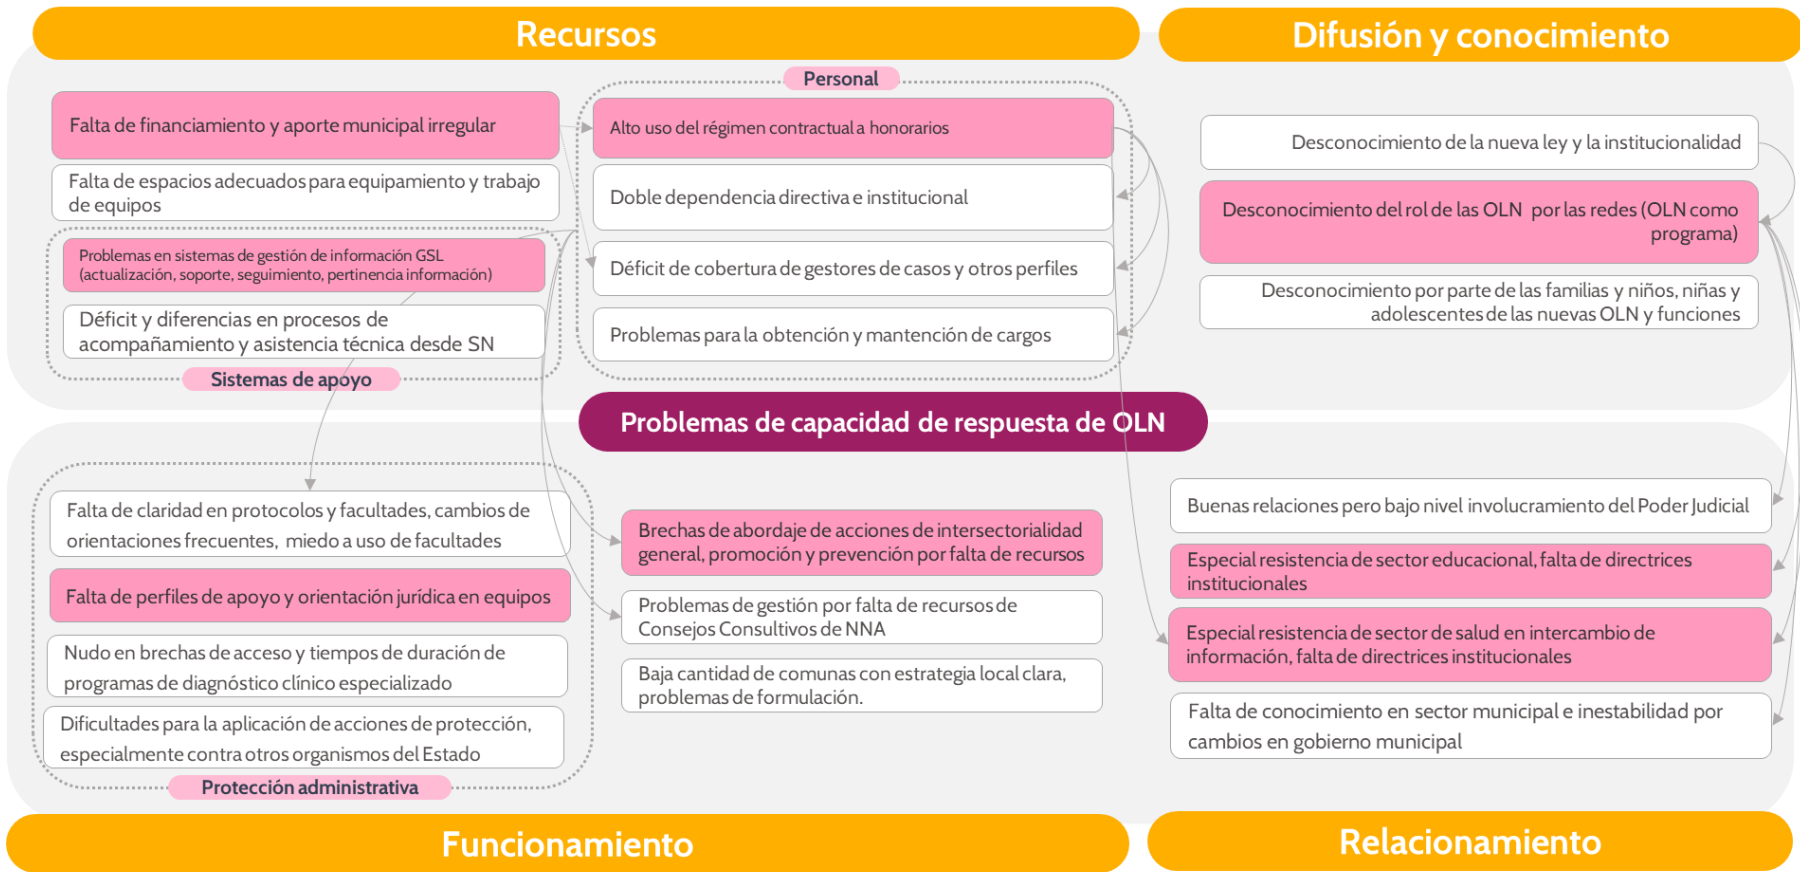 Recursos
Difusión y conocimiento
Falta de financiamiento y aporte municipal irregular
Falta de espacios adecuados para equipamiento y trabajo
de equipos
Problemas en sistemas de gestión de información GSL
(actualización, soporte, seguimiento, pertinencia información)
Déficit y diferencias en procesos de
acompañamiento y asistencia técnica desde SN
Sistemas de apoyo
Personal
Alto uso del régimen contractual a honorarios
Doble dependencia directiva e institucional
Déficit de cobertura de gestores de casos y otros perfiles
Problemas para la obtención y mantención de cargos
Desconocimiento de la nueva ley y la institucionalidad
Desconocimiento del rol de las OLN por las redes (OLN como
programa)
Desconocimiento por parte de las familias y niños, niñas y
adolescentes de las nuevas OLN y funciones
Problemas de capacidad de respuesta de OLN
Falta de claridad en protocolos y facultades, cambios de
orientaciones frecuentes, miedo a uso de facultades
Falta de perfiles de apoyo y orientación jurídica en equipos
Nudo en brechas de acceso y tiempos de duración de
programas de diagnóstico clínico especializado
Dificultades para la aplicación de acciones de protección,
especialmente contra otros organismos del Estado
Protección administrativa
Brechas de abordaje de acciones de intersectorialidad
general, promoción y prevención por falta de recursos
Problemas de gestión por falta de recursos de
Consejos Consultivos de NNA
Baja cantidad de comunas con estrategia local clara,
problemas de formulación.
Buenas relaciones pero bajo nivel involucramiento del Poder Judicial
Especial resistencia de sector educacional, falta de directrices
institucionales
Especial resistencia de sector de salud en intercambio de
información, falta de directrices institucionales
Falta de conocimiento en sector municipal e inestabilidad por
cambios en gobierno municipal
Funcionamiento
Relacionamiento